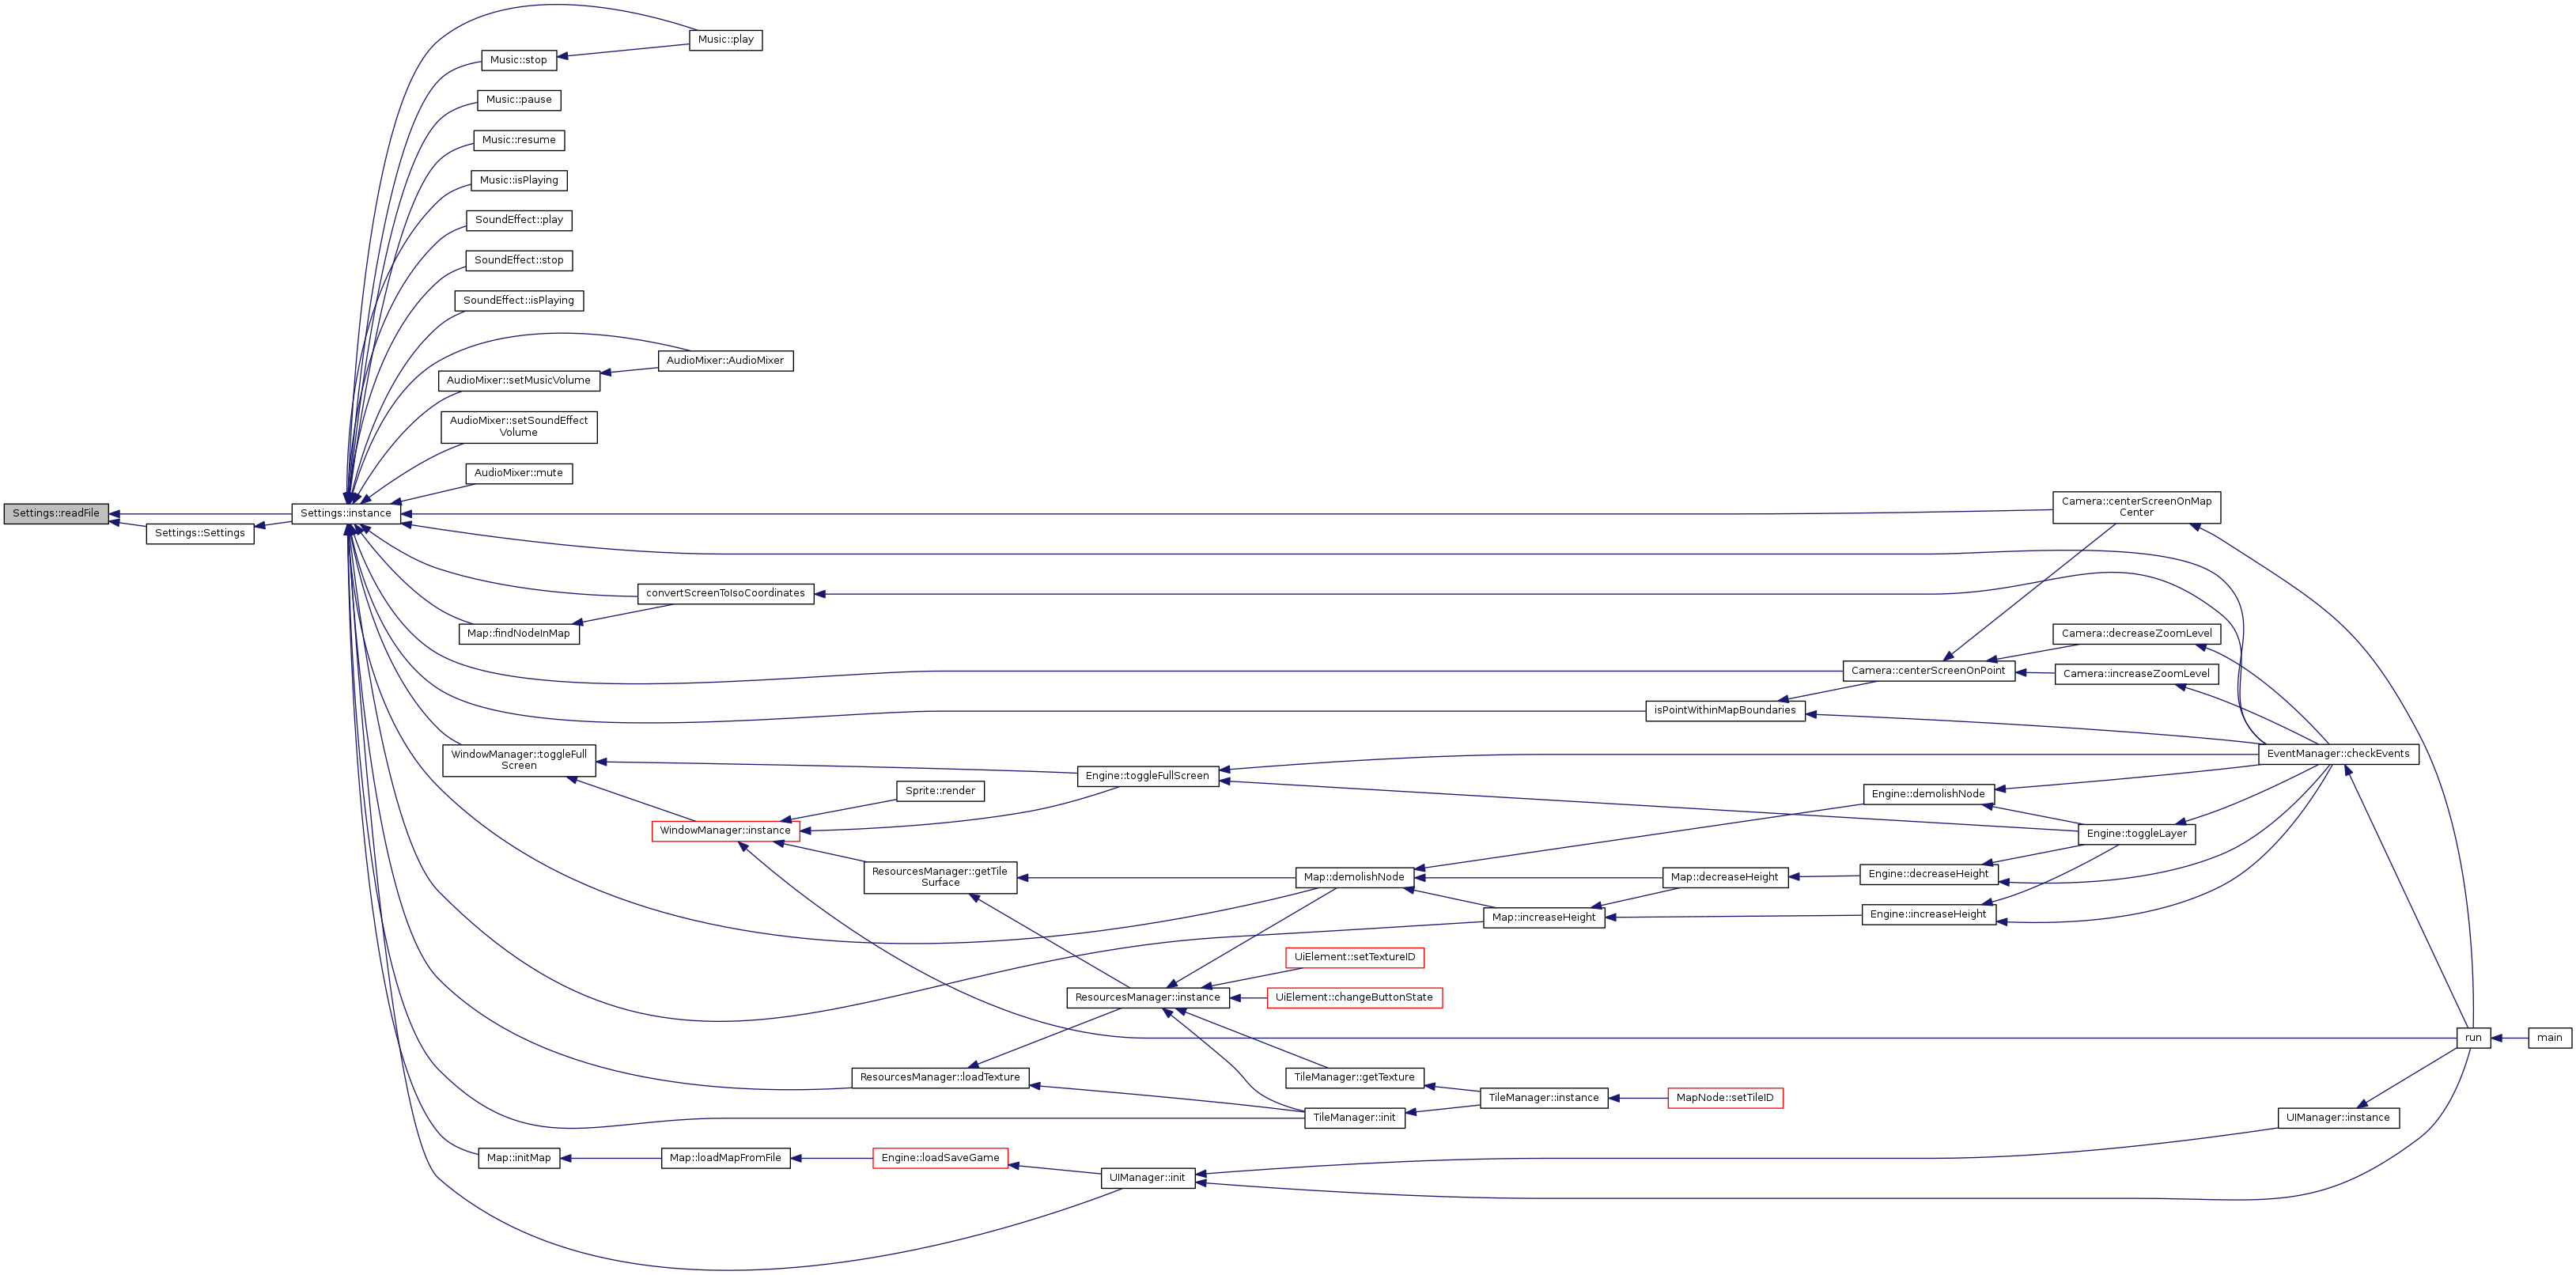 Music::play
Music::stop
Music::pause
Music::resume
Music::isPlaying
SoundEffect::play
SoundEffect::stop
SoundEffect::isPlaying
AudioMixer::AudioMixer
AudioMixer::setMusicVolume
AudioMixer::setSoundEffect
Volume
AudioMixer::mute
Settings::readFile
Settings::Settings
Settings::instance
Camera::centerScreenOnMap
Center
convertScreenToIsoCoordinates
Map::findNodeInMap
Camera::decreaseZoomLevel
Camera::centerScreenOnPoint
Camera::increaseZoomLevel
isPointWithinMapBoundaries
WindowManager::toggleFull
Screen
EventManager::checkEvents
Engine::toggleFullScreen
Sprite::render
Engine::demolishNode
WindowManager::instance
Engine::toggleLayer
ResourcesManager::getTile
Surface
Map::demolishNode
Map::decreaseHeight
Engine::decreaseHeight
Map::increaseHeight
Engine::increaseHeight
UiElement::setTextureID
ResourcesManager::instance
UiElement::changeButtonState
run
main
ResourcesManager::loadTexture
TileManager::getTexture
TileManager::instance
MapNode::setTileID
TileManager::init
UIManager::instance
Map::initMap
Map::loadMapFromFile
Engine::loadSaveGame
UIManager::init